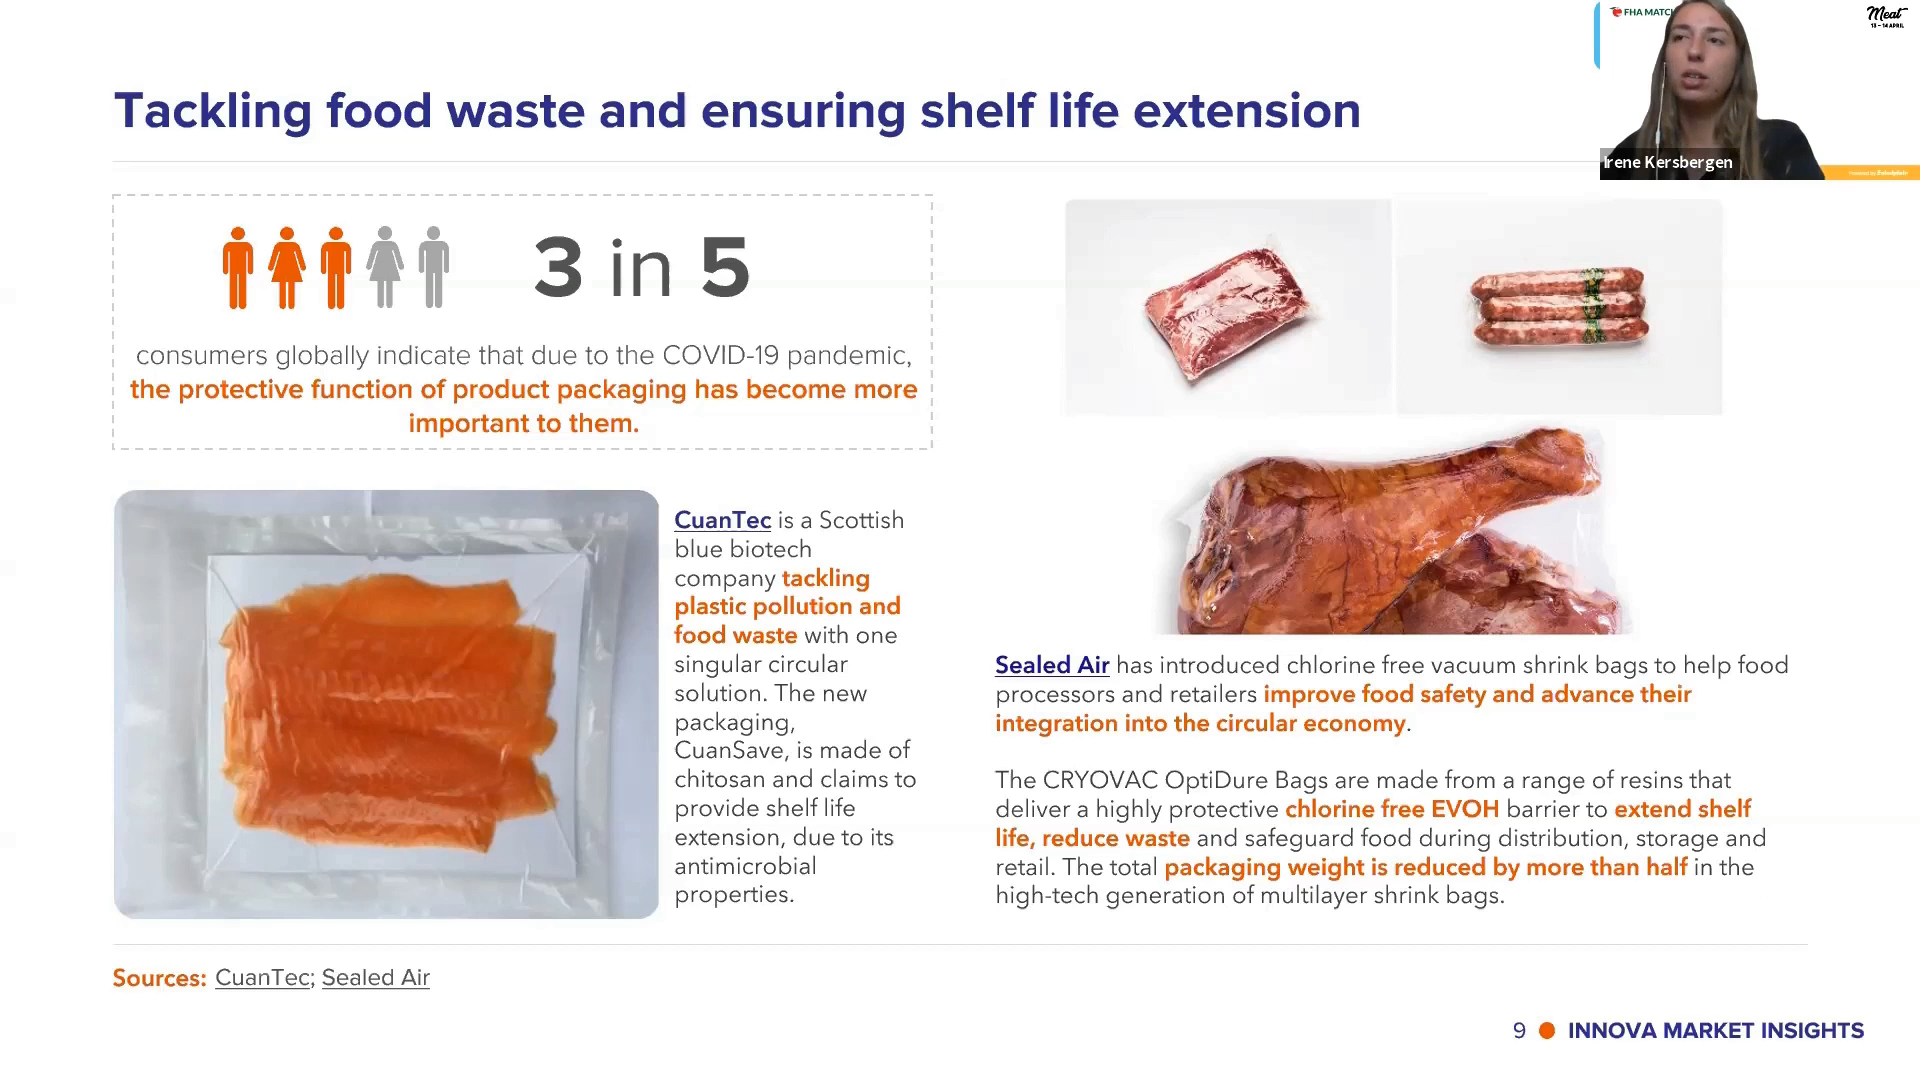 FHA MATCH
Meat
13 - 14 APRIL
Irene Kersbergen
Tackling food waste and ensuring shelf life extension
3 in 5
consumers globally indicate that due to the COVID-19 pandemic,
the protective function of product packaging has become more
important to them.
CuanTec is a Scottish
blue biotech
company tackling
plastic pollution and
food waste with one
singular circular
solution. The new
packaging,
CuanSave, is made of
chitosan and claims to
provide shelf life
extension, due to its
antimicrobial
properties.
Sealed Air has introduced chlorine free vacuum shrink bags to help food
processors and retailers improve food safety and advance their
integration into the circular economy.
The CRYOVAC OptiDure Bags are made from a range of resins that
deliver a highly protective chlorine free EVOH barrier to extend shelf
life, reduce waste and safeguard food during distribution, storage and
retail. The total packaging weight is reduced by more than half in the
high-tech generation of multilayer shrink bags.
Sources: CuanTec; Sealed Air
9 INNOVA MARKET INSIGHTS